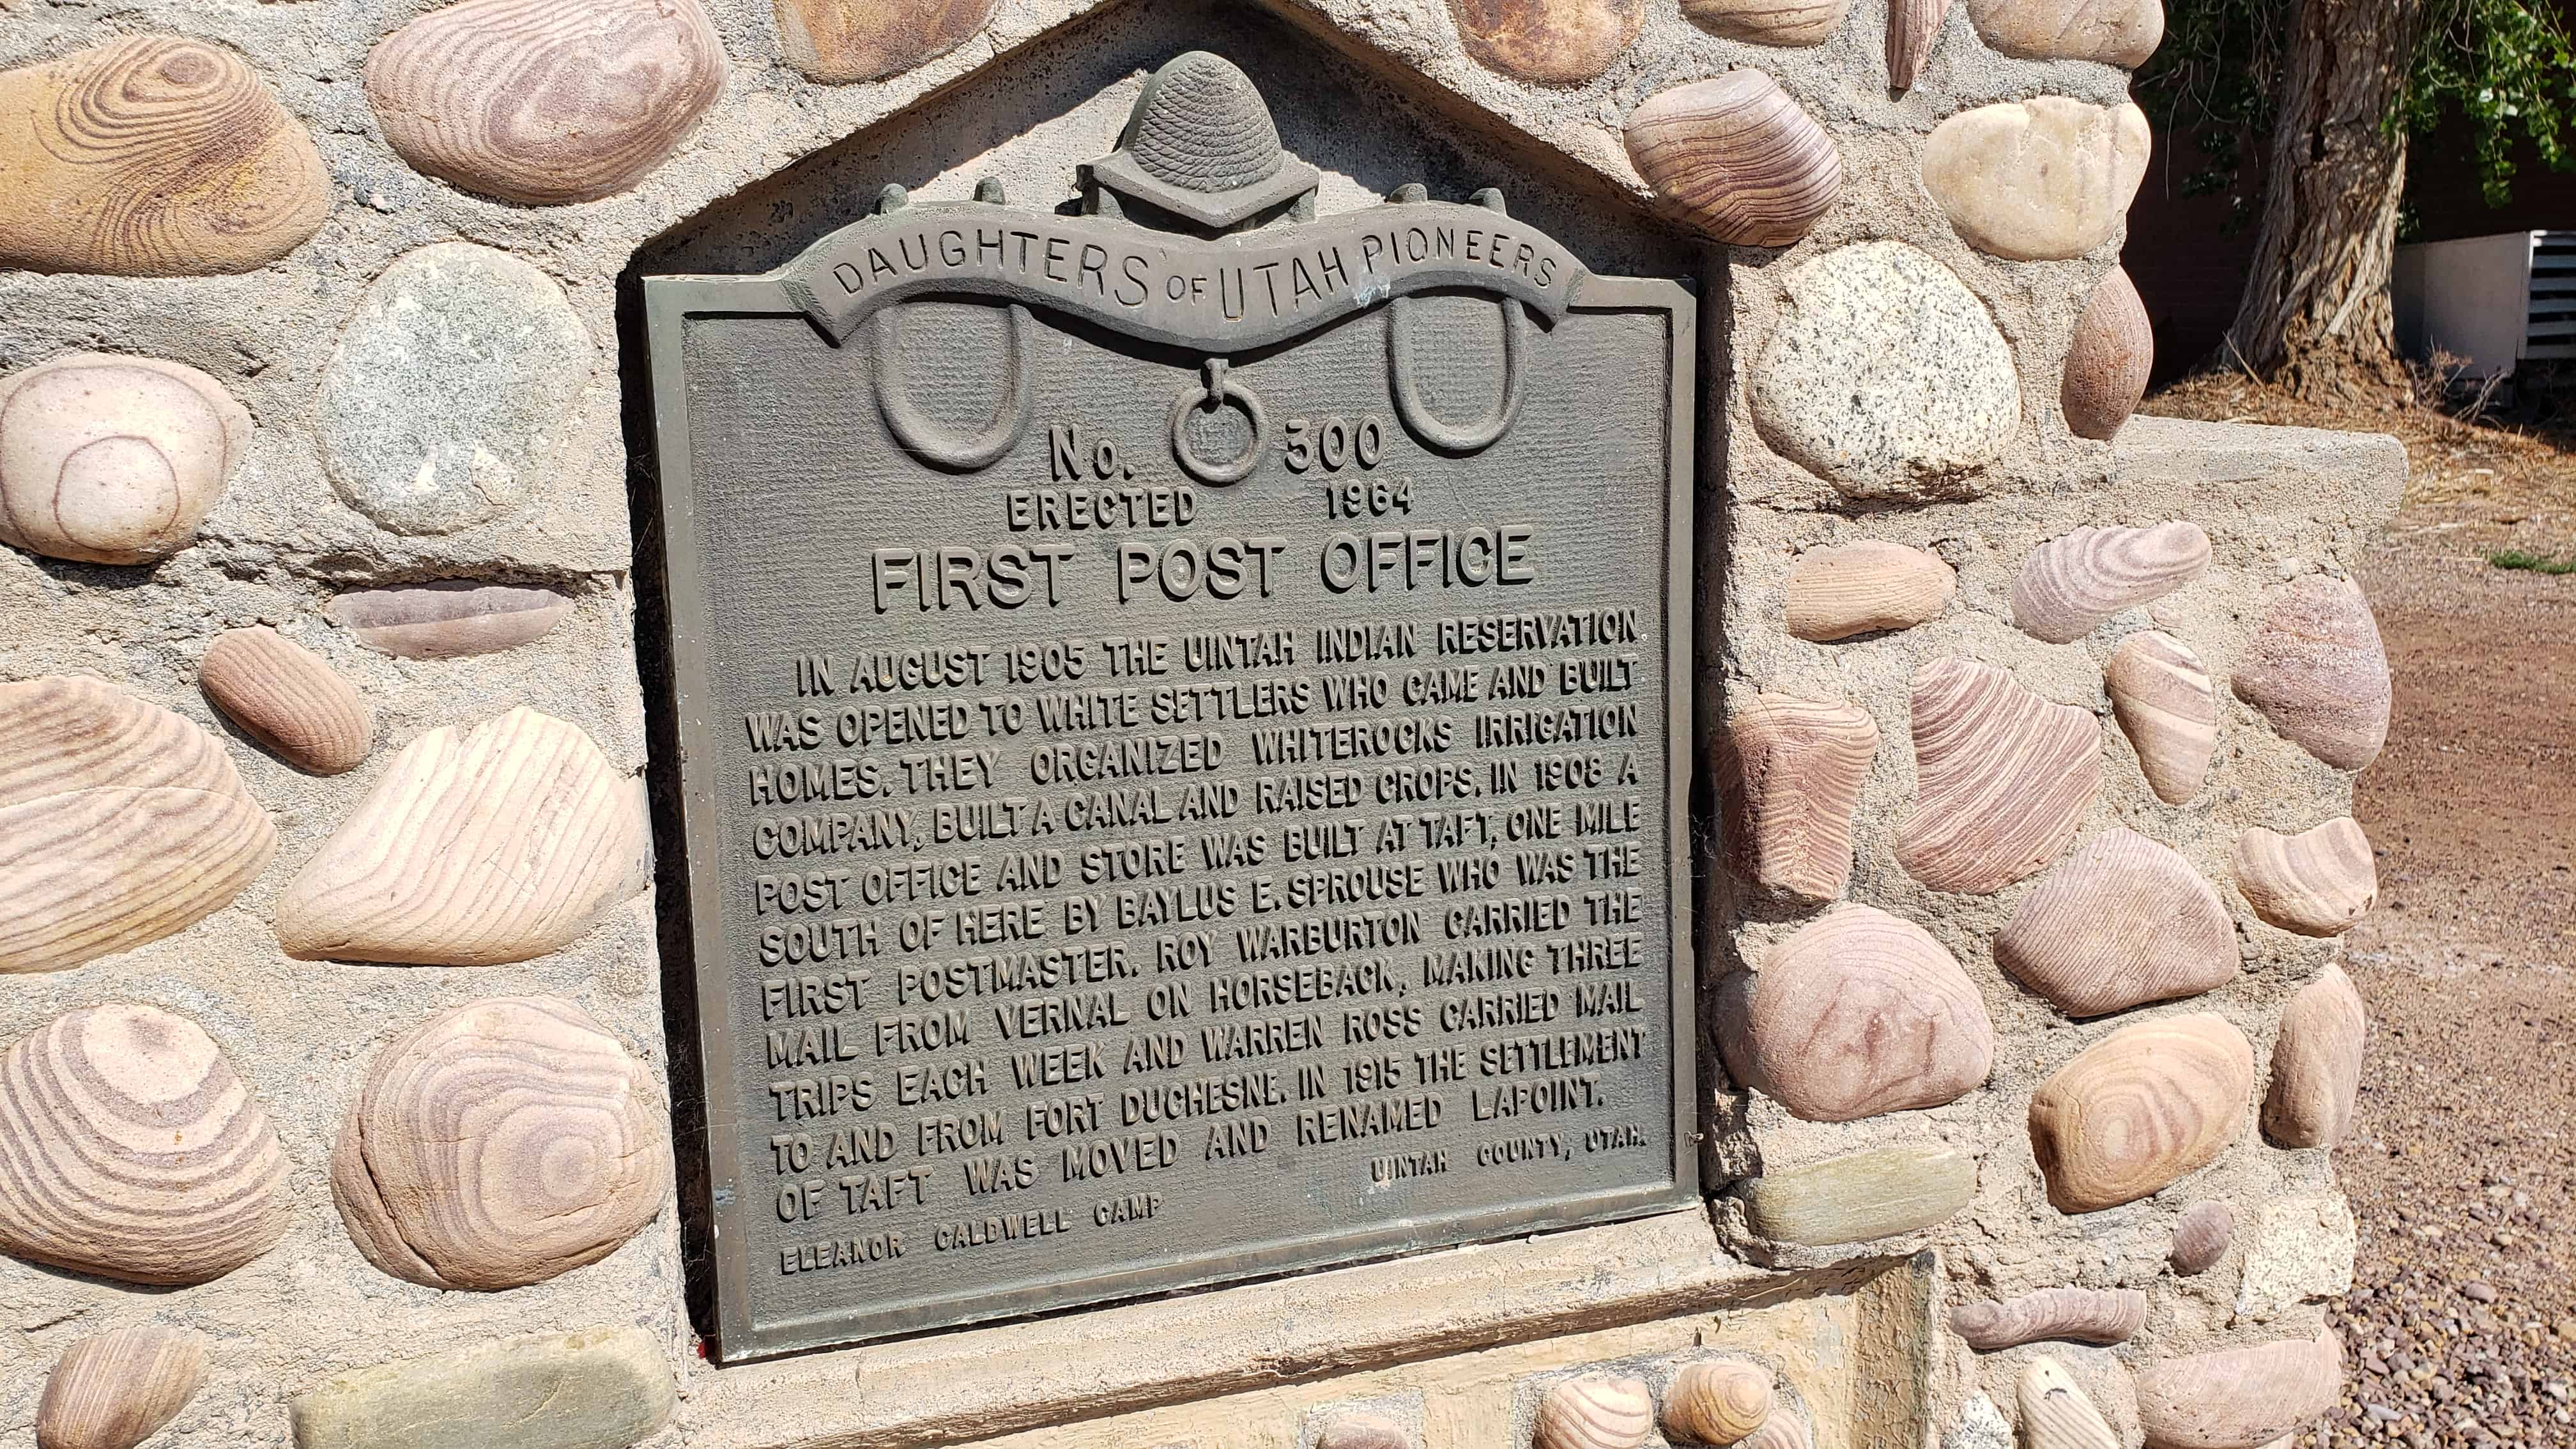 DAUGHTERS OF UTAH PIONEERS
No. 300
ERECTED 1964
FIRST POST OFFICE
IN AUGUST 1905 THE UINTAH INDIAN RESERVATION
WAS OPENED TO WHITE SETTLERS WHO CAME AND BUILT
HOMES. THEY ORGANIZED WHITEROCKS IRRIGATION
COMPANY, BUILT A CANAL AND RAISED CROPS. IN 1908 A
POST OFFICE AND STORE WAS BUILT AT TAFT, ONE MILE
SOUTH OF HERE BY BAYLUS E. SPROUSE WHO WAS THE
FIRST POSTMASTER. ROY WARBURTON CARRIED THE
MAIL FROM VERNAL ON HORSEBACK, MAKING THREE
TRIPS EACH WEEK AND WARREN ROSS CARRIED MAIL
TO AND FROM FORT DUCHESNE. IN 1915 THE SETTLEMENT
OF TAFT WAS MOVED AND RENAMED LAPOINT.
ELEANOR CALDWELL CAMP UINTAH COUNTY, UTAH.